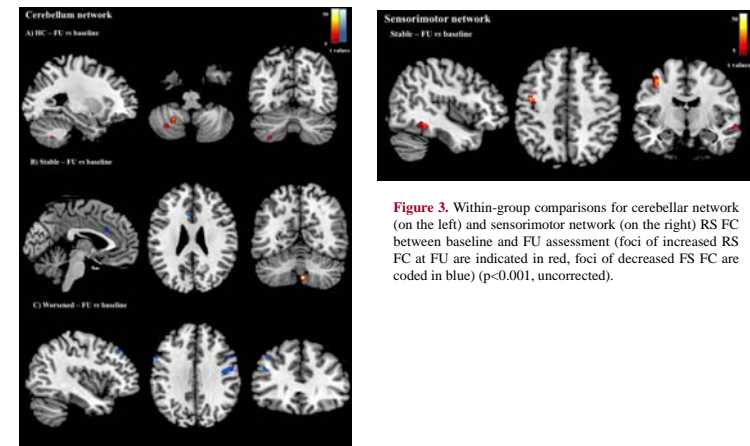 Cerebellum network
A) HC – FU vs baseline
t values
B) Stable – FU vs baseline
C) Worsened – FU vs baseline
Sensorimotor network
Stable – FU vs baseline
t values
Figure 3. Within-group comparisons for cerebellar network
(on the left) and sensorimotor network (on the right) RS FC
between baseline and FU assessment (foci of increased RS
FC at FU are indicated in red, foci of decreased FS FC are
coded in blue) (p<0.001, uncorrected).